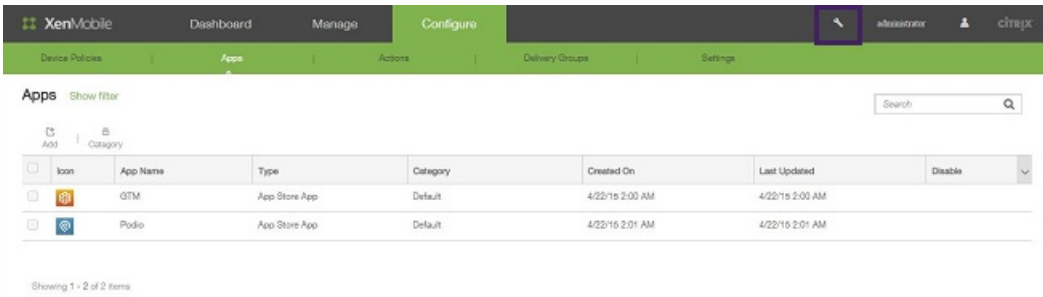 XenMobile Dashboard Manage Configure administrator citrix
Device Policies Apps Actions Delivery Groups Settings
Apps Show filter
Search
Add Category
Icon App Name Type Category Created On Last Updated Disable
GTM App Store App Default 4/22/15 2:00 AM 4/22/15 2:00 AM
Podio App Store App Default 4/22/15 2:01 AM 4/22/15 2:01 AM
Showing 1 - 2 of 2 items